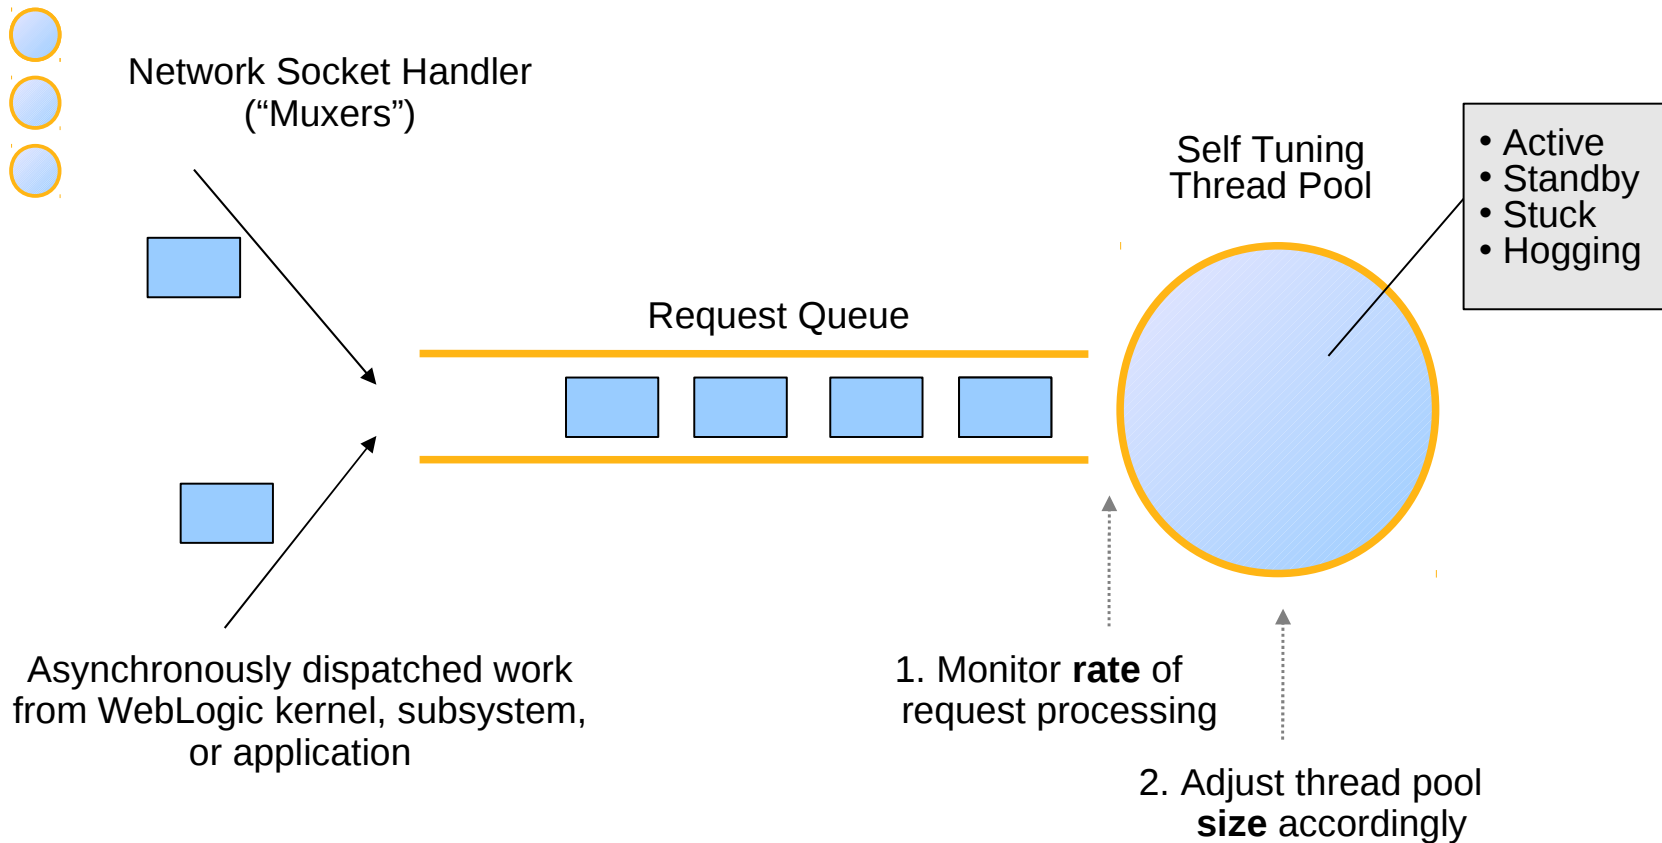 Network Socket Handler
(“Muxers”)
Self Tuning
Thread Pool
• Active
• Standby
• Stuck
• Hogging
Request Queue
Asynchronously dispatched work
from WebLogic kernel, subsystem,
or application
1. Monitor rate of
request processing
2. Adjust thread pool
size accordingly